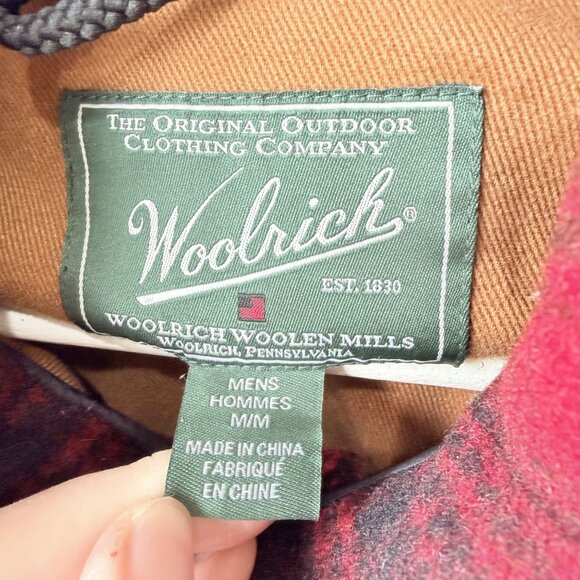 THE ORIGINAL OUTDOOR
CLOTHING COMPANY
Woolrich®
EST. 1830
WOOLRICH WOOLEN MILLS
WOOLRICH, PENNSYLVANIA
MENS
HOMMES
M/M
MADE IN CHINA
FABRIQUÉ
EN CHINE